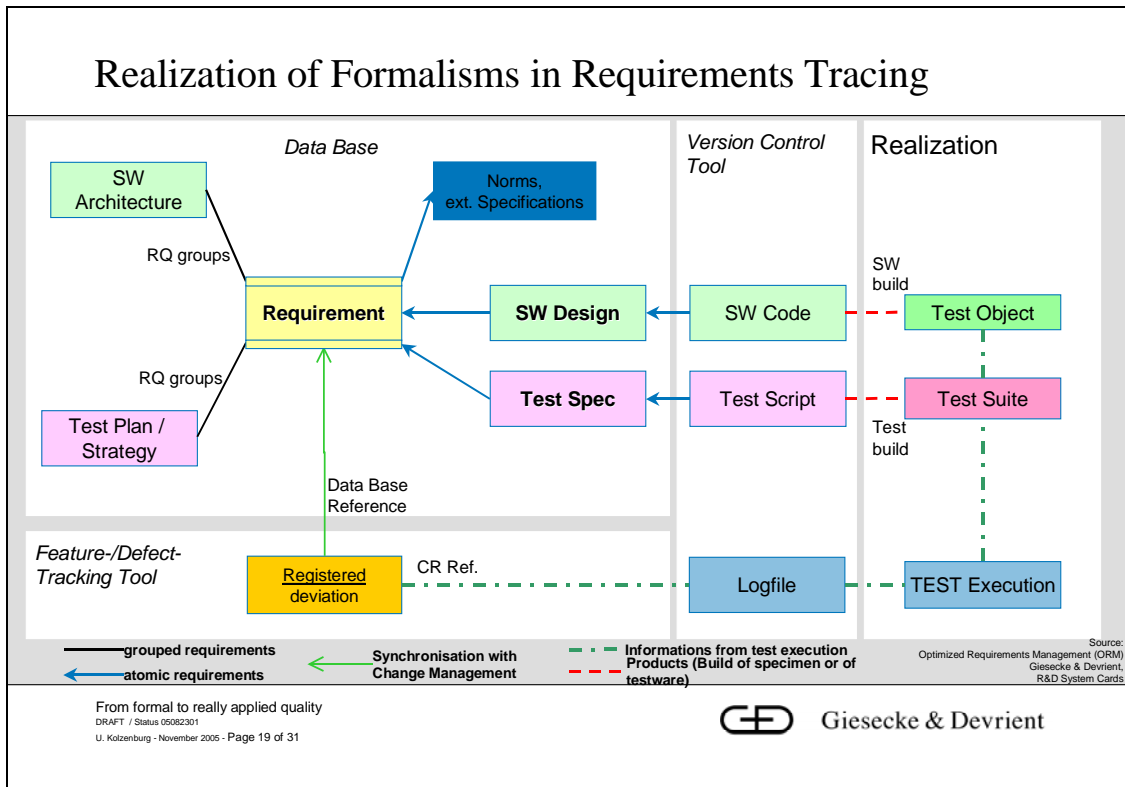 Realization of Formalisms in Requirements Tracing
Data Base
Version Control
Tool
Realization
SW
Architecture
Norms,
ext. Specifications
RQ groups
SW
build
Requirement
SW Design
SW Code
Test Object
RQ groups
Test Spec
Test Script
Test Suite
Test Plan /
Strategy
Test
build
Data Base
Reference
Feature-/Defect-
Tracking Tool
Registered
deviation
CR Ref.
Logfile
TEST Execution
grouped requirements
atomic requirements
Synchronisation with
Change Management
Informations from test execution
Products (Build of specimen or of
testware)
Source:
Optimized Requirements Management (ORM)
Giesecke & Devrient,
R&D System Cards
From formal to really applied quality
DRAFT / Status 05082301
U. Kolzenburg - November 2005 - Page 19 of 31
Giesecke & Devrient